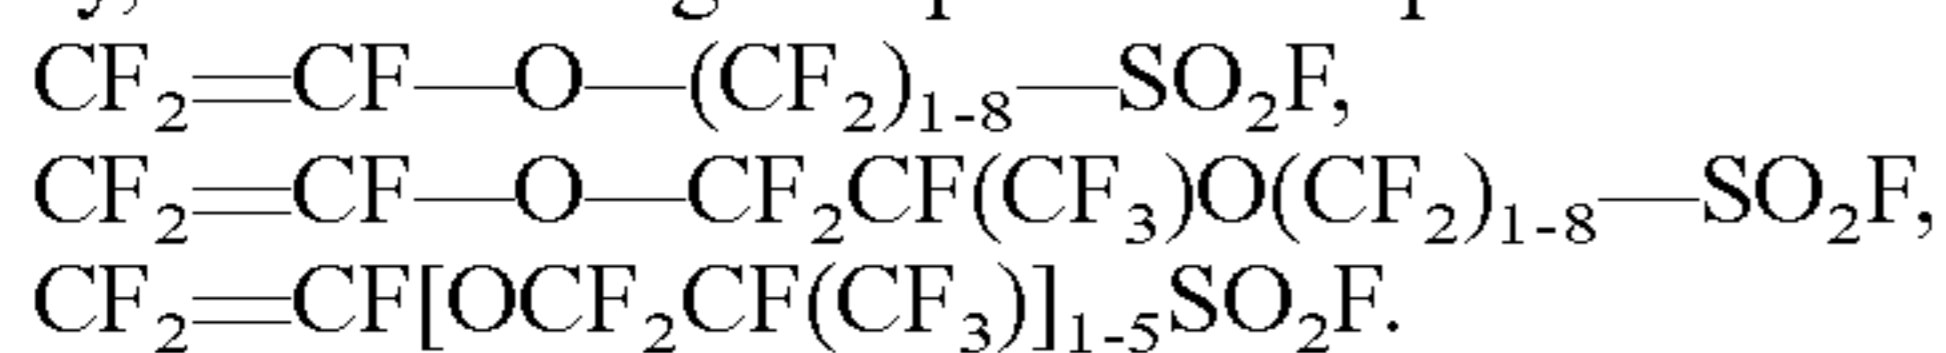 CF₂=CF—O—(CF₂)₁₋₈—SO₂F,
CF₂=CF—O—CF₂CF(CF₃)O(CF₂)₁₋₈—SO₂F,
CF₂=CF[OCF₂CF(CF₃)]₁₋₅SO₂F.